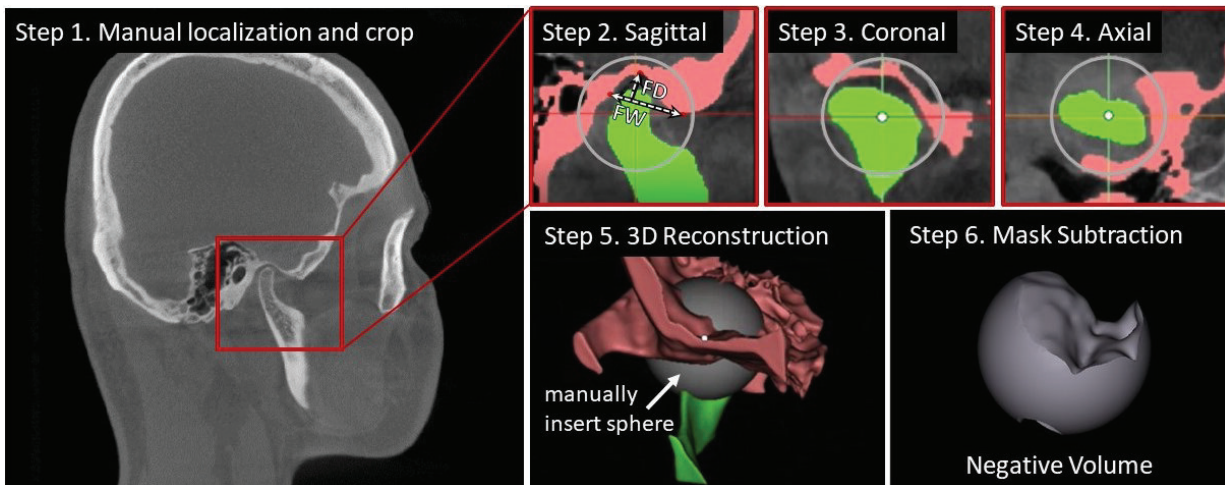 Step 1. Manual localization and crop
Step 2. Sagittal
FD
FW
Step 3. Coronal
Step 4. Axial
Step 5. 3D Reconstruction
manually
insert sphere
Step 6. Mask Subtraction
Negative Volume